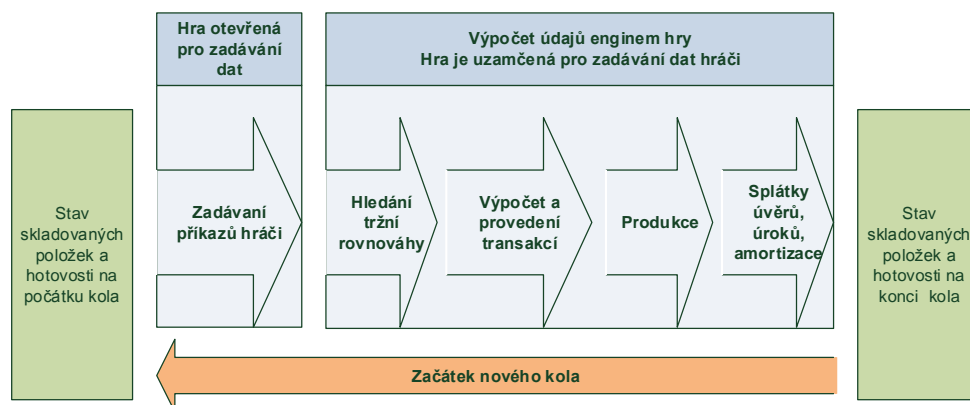 Hra otevřená
pro zadávání
dat
Výpočet údajů enginem hry
Hra je uzamčená pro zadávání dat hráči
Stav
skladovaných
položek a
hotovosti na
počátku kola
Zadávaní
příkazů hráči
Hledání
tržní
rovnováhy
Výpočet a
provedení
transakcí
Produkce
Splátky
úvěrů,
úroků,
amortizace
Stav
skladovaných
položek a
hotovosti na
konci kola
Začátek nového kola